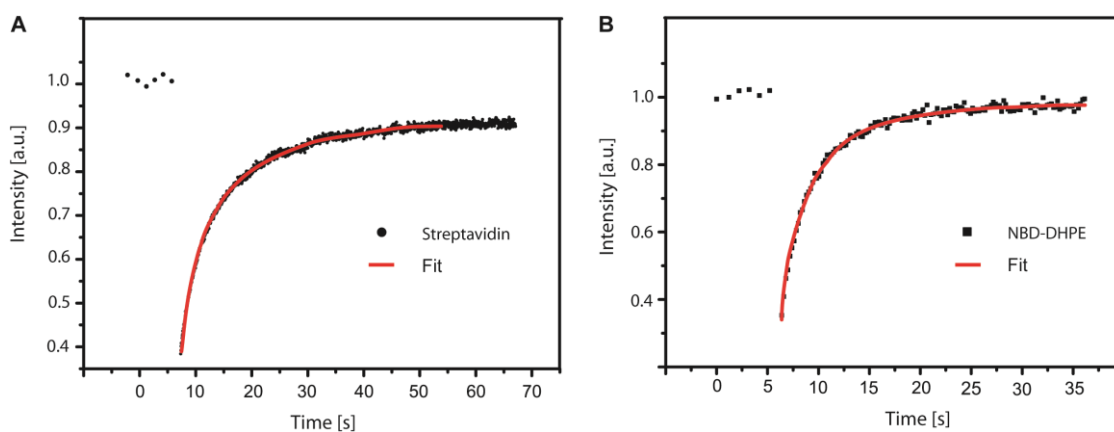 A
Intensity [a.u.]
1.0
0.9
0.8
0.7
0.6
0.5
0.4
Streptavidin
Fit
0 10 20 30 40 50 60 70
Time [s]
B
Intensity [a.u.]
1.0
0.8
0.6
0.4
NBD-DHPE
Fit
0 5 10 15 20 25 30 35
Time [s]